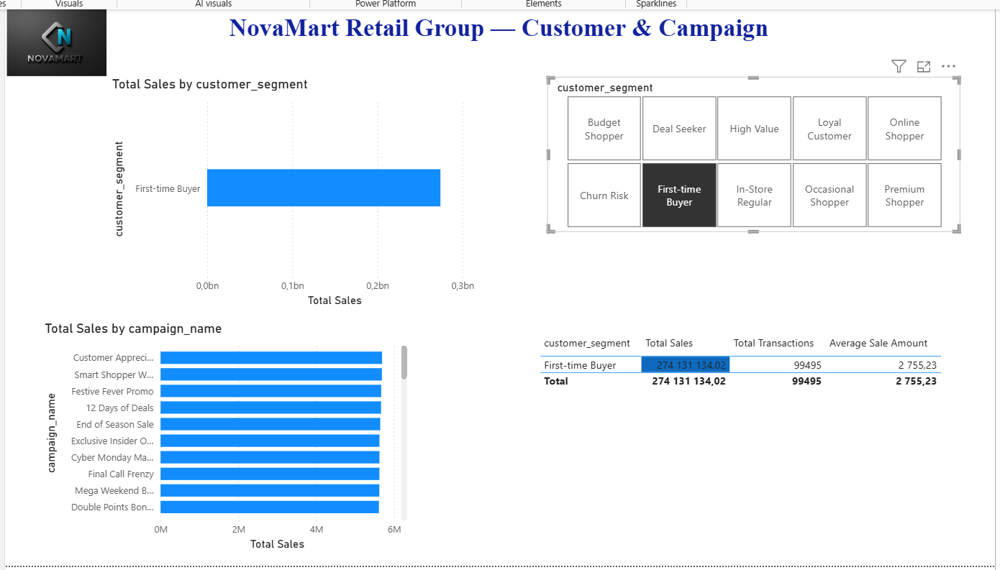 es Visuals AI visuals Power Platform Elements Sparklines
NOVAMART
NovaMart Retail Group — Customer & Campaign
Total Sales by customer_segment
customer_segment
First-time Buyer
0,0bn 0,1bn 0,2bn 0,3bn
Total Sales
customer_segment
Budget
Shopper
Deal Seeker
High Value
Loyal
Customer
Online
Shopper
Churn Risk
First-time
Buyer
In-Store
Regular
Occasional
Shopper
Premium
Shopper
Total Sales by campaign_name
campaign_name
Customer Appreci...
Smart Shopper W...
Festive Fever Promo
12 Days of Deals
End of Season Sale
Exclusive Insider O...
Cyber Monday Ma...
Final Call Frenzy
Mega Weekend B...
Double Points Bon...
0M 2M 4M 6M
Total Sales
customer_segment Total Sales Total Transactions Average Sale Amount
First-time Buyer 274 131 134,02 99495 2 755,23
Total 274 131 134,02 99495 2 755,23